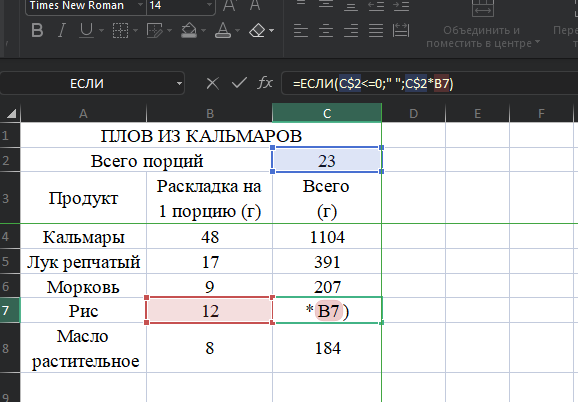 Times New Roman 14 A^ A˅
Ж К Ч А
Объединить и
поместить в центре
Пере
ЕСЛИ fx =ЕСЛИ(C$2<=0;" ";C$2*B7)
A B C D E F
1 ПЛОВ ИЗ КАЛЬМАРОВ
2 Всего порций 23
3 Продукт Раскладка на 1 порцию (г) Всего (г)
4 Кальмары 48 1104
5 Лук репчатый 17 391
6 Морковь 9 207
7 Рис 12 *B7)
8 Масло растительное 8 184
9